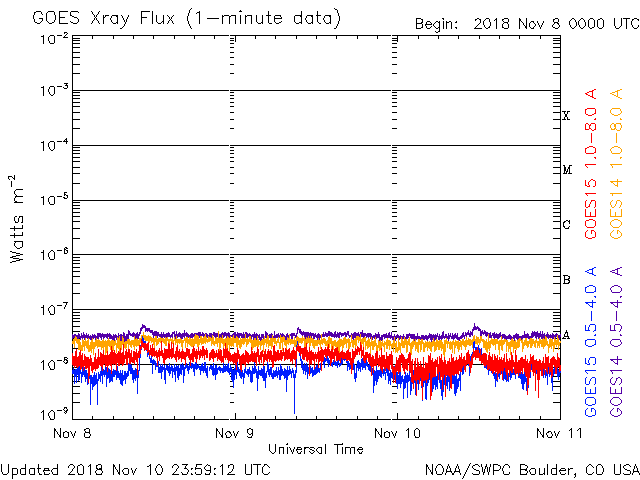 GOES Xray Flux (1-minute data)
Begin: 2018 Nov 8 0000 UTC
10⁻²
10⁻³
10⁻⁴
10⁻⁵
10⁻⁶
10⁻⁷
10⁻⁸
10⁻⁹
Watts m⁻²
X
M
C
B
A
GOES15 1.0-8.0 A
GOES14 1.0-8.0 A
GOES15 0.5-4.0 A
GOES14 0.5-4.0 A
Nov 8
Nov 9
Nov 10
Nov 11
Universal Time
Updated 2018 Nov 10 23:59:12 UTC
NOAA/SWPC Boulder, CO USA